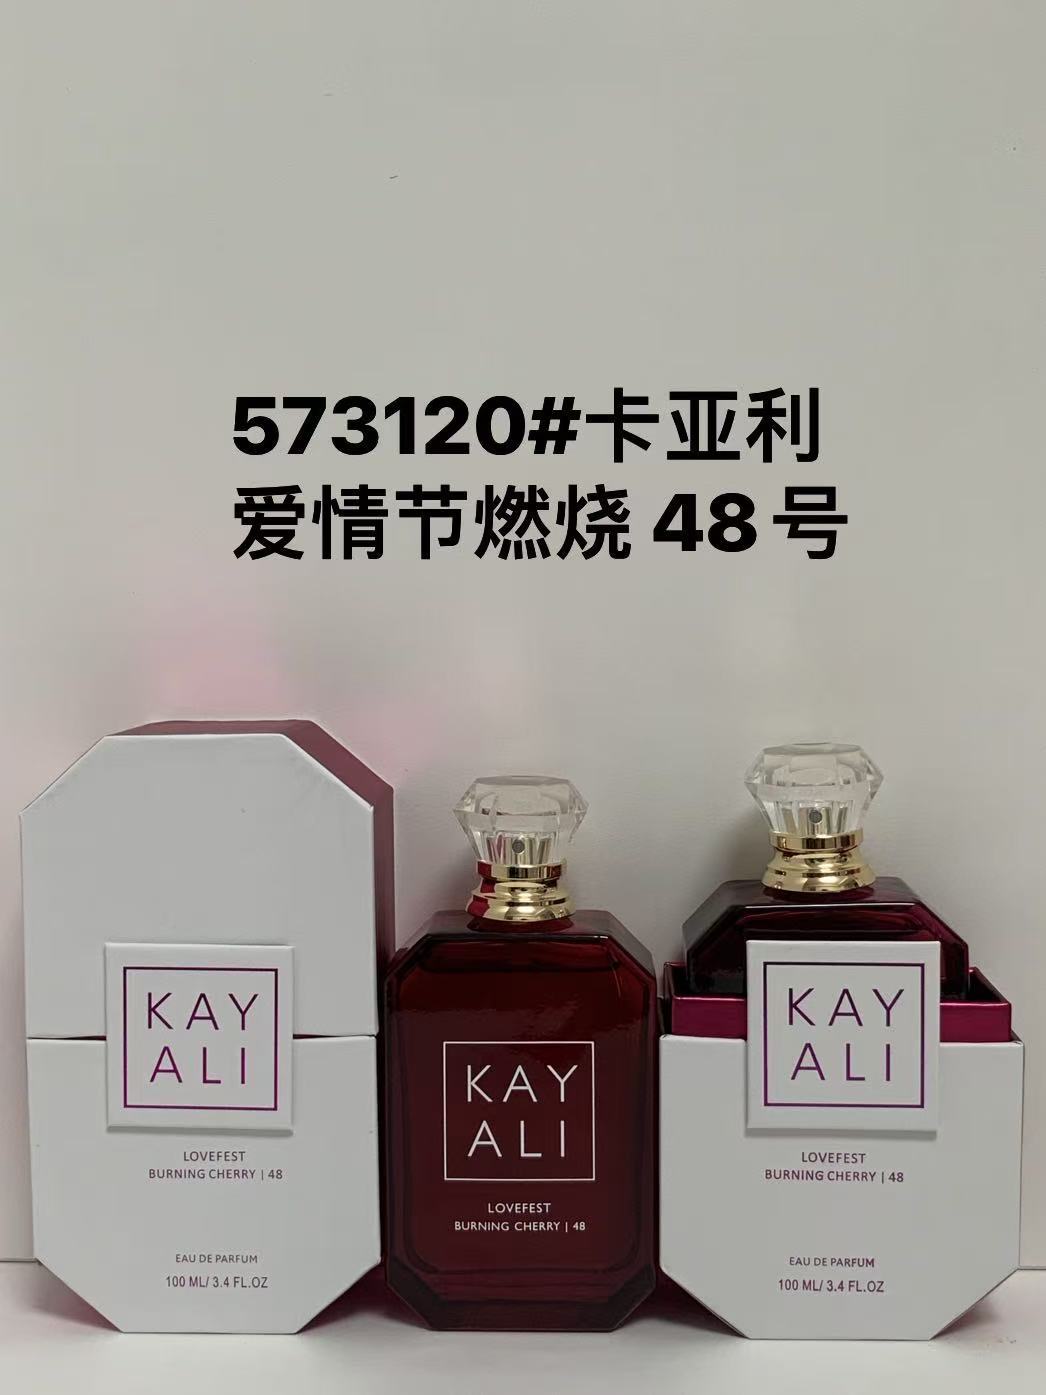 573120#卡亚利
爱情节燃烧 48号
KAY
ALI
LOVEFEST
BURNING CHERRY | 48
EAU DE PARFUM
100 ML/ 3.4 FL.OZ
KAY
ALI
LOVEFEST
BURNING CHERRY | 48
KAY
ALI
LOVEFEST
BURNING CHERRY | 48
EAU DE PARFUM
100 ML/ 3.4 FL.OZ